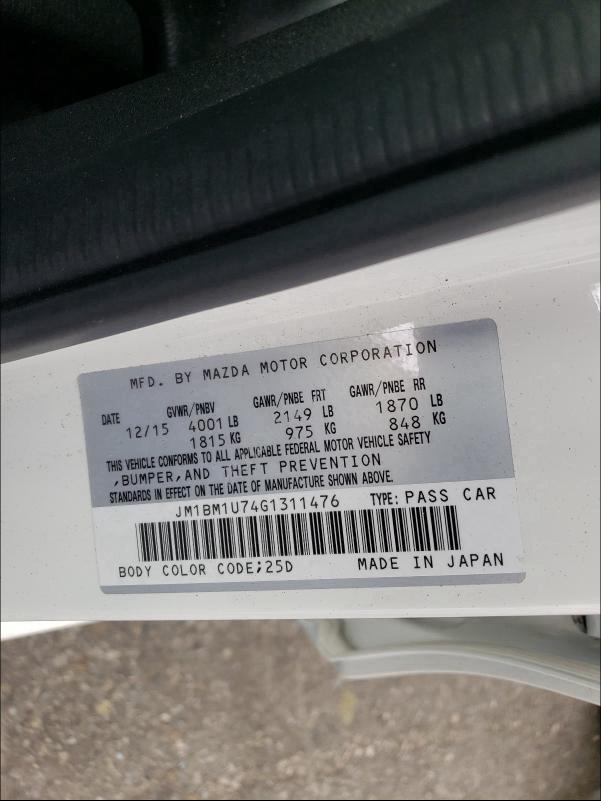 MFD. BY MAZDA MOTOR CORPORATION
DATE GVWR/PNBV GAWR/PNBE FRT GAWR/PNBE RR
12/15 4001 LB 2149 LB 1870 LB
1815 KG 975 KG 848 KG
THIS VEHICLE CONFORMS TO ALL APPLICABLE FEDERAL MOTOR VEHICLE SAFETY
,BUMPER,AND THEFT PREVENTION
STANDARDS IN EFFECT ON THE DATE OF MANUFACTURE SHOWN ABOVE.
JM1BM1U74G1311476 TYPE: PASS CAR
BODY COLOR CODE;25D MADE IN JAPAN